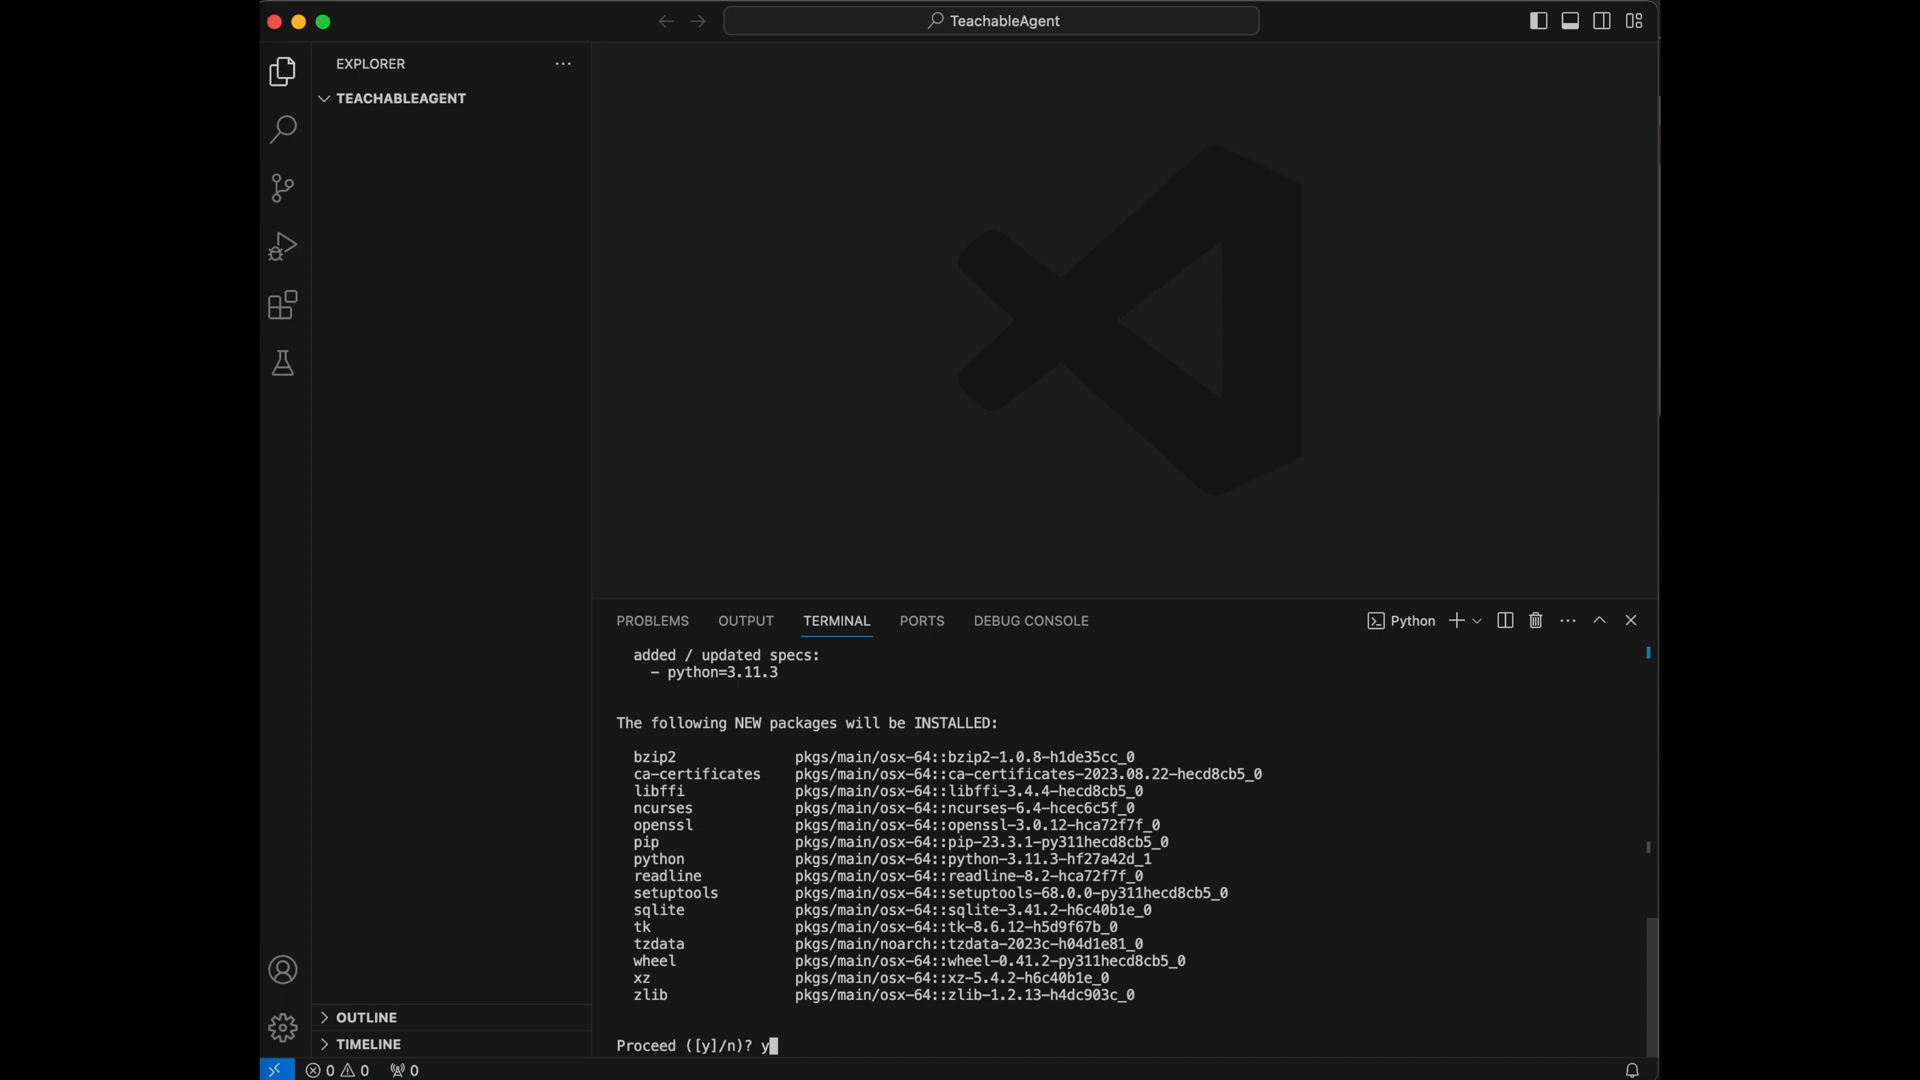 TeachableAgent
EXPLORER
TEACHABLEAGENT
PROBLEMS OUTPUT TERMINAL PORTS DEBUG CONSOLE Python
added / updated specs:
- python=3.11.3
The following NEW packages will be INSTALLED:
bzip2 pkgs/main/osx-64::bzip2-1.0.8-h1de35cc_0
ca-certificates pkgs/main/osx-64::ca-certificates-2023.08.22-hecd8cb5_0
libffi pkgs/main/osx-64::libffi-3.4.4-hecd8cb5_0
ncurses pkgs/main/osx-64::ncurses-6.4-hcec6c5f_0
openssl pkgs/main/osx-64::openssl-3.0.12-hca72f7f_0
pip pkgs/main/osx-64::pip-23.3.1-py311hecd8cb5_0
python pkgs/main/osx-64::python-3.11.3-hf27a42d_1
readline pkgs/main/osx-64::readline-8.2-hca72f7f_0
setuptools pkgs/main/osx-64::setuptools-68.0.0-py311hecd8cb5_0
sqlite pkgs/main/osx-64::sqlite-3.41.2-h6c40b1e_0
tk pkgs/main/osx-64::tk-8.6.12-h5d9f67b_0
tzdata pkgs/main/noarch::tzdata-2023c-h04d1e81_0
wheel pkgs/main/osx-64::wheel-0.41.2-py311hecd8cb5_0
xz pkgs/main/osx-64::xz-5.4.2-h6c40b1e_0
zlib pkgs/main/osx-64::zlib-1.2.13-h4dc903c_0
Proceed ([y]/n)? y
OUTLINE
TIMELINE
0 0 0